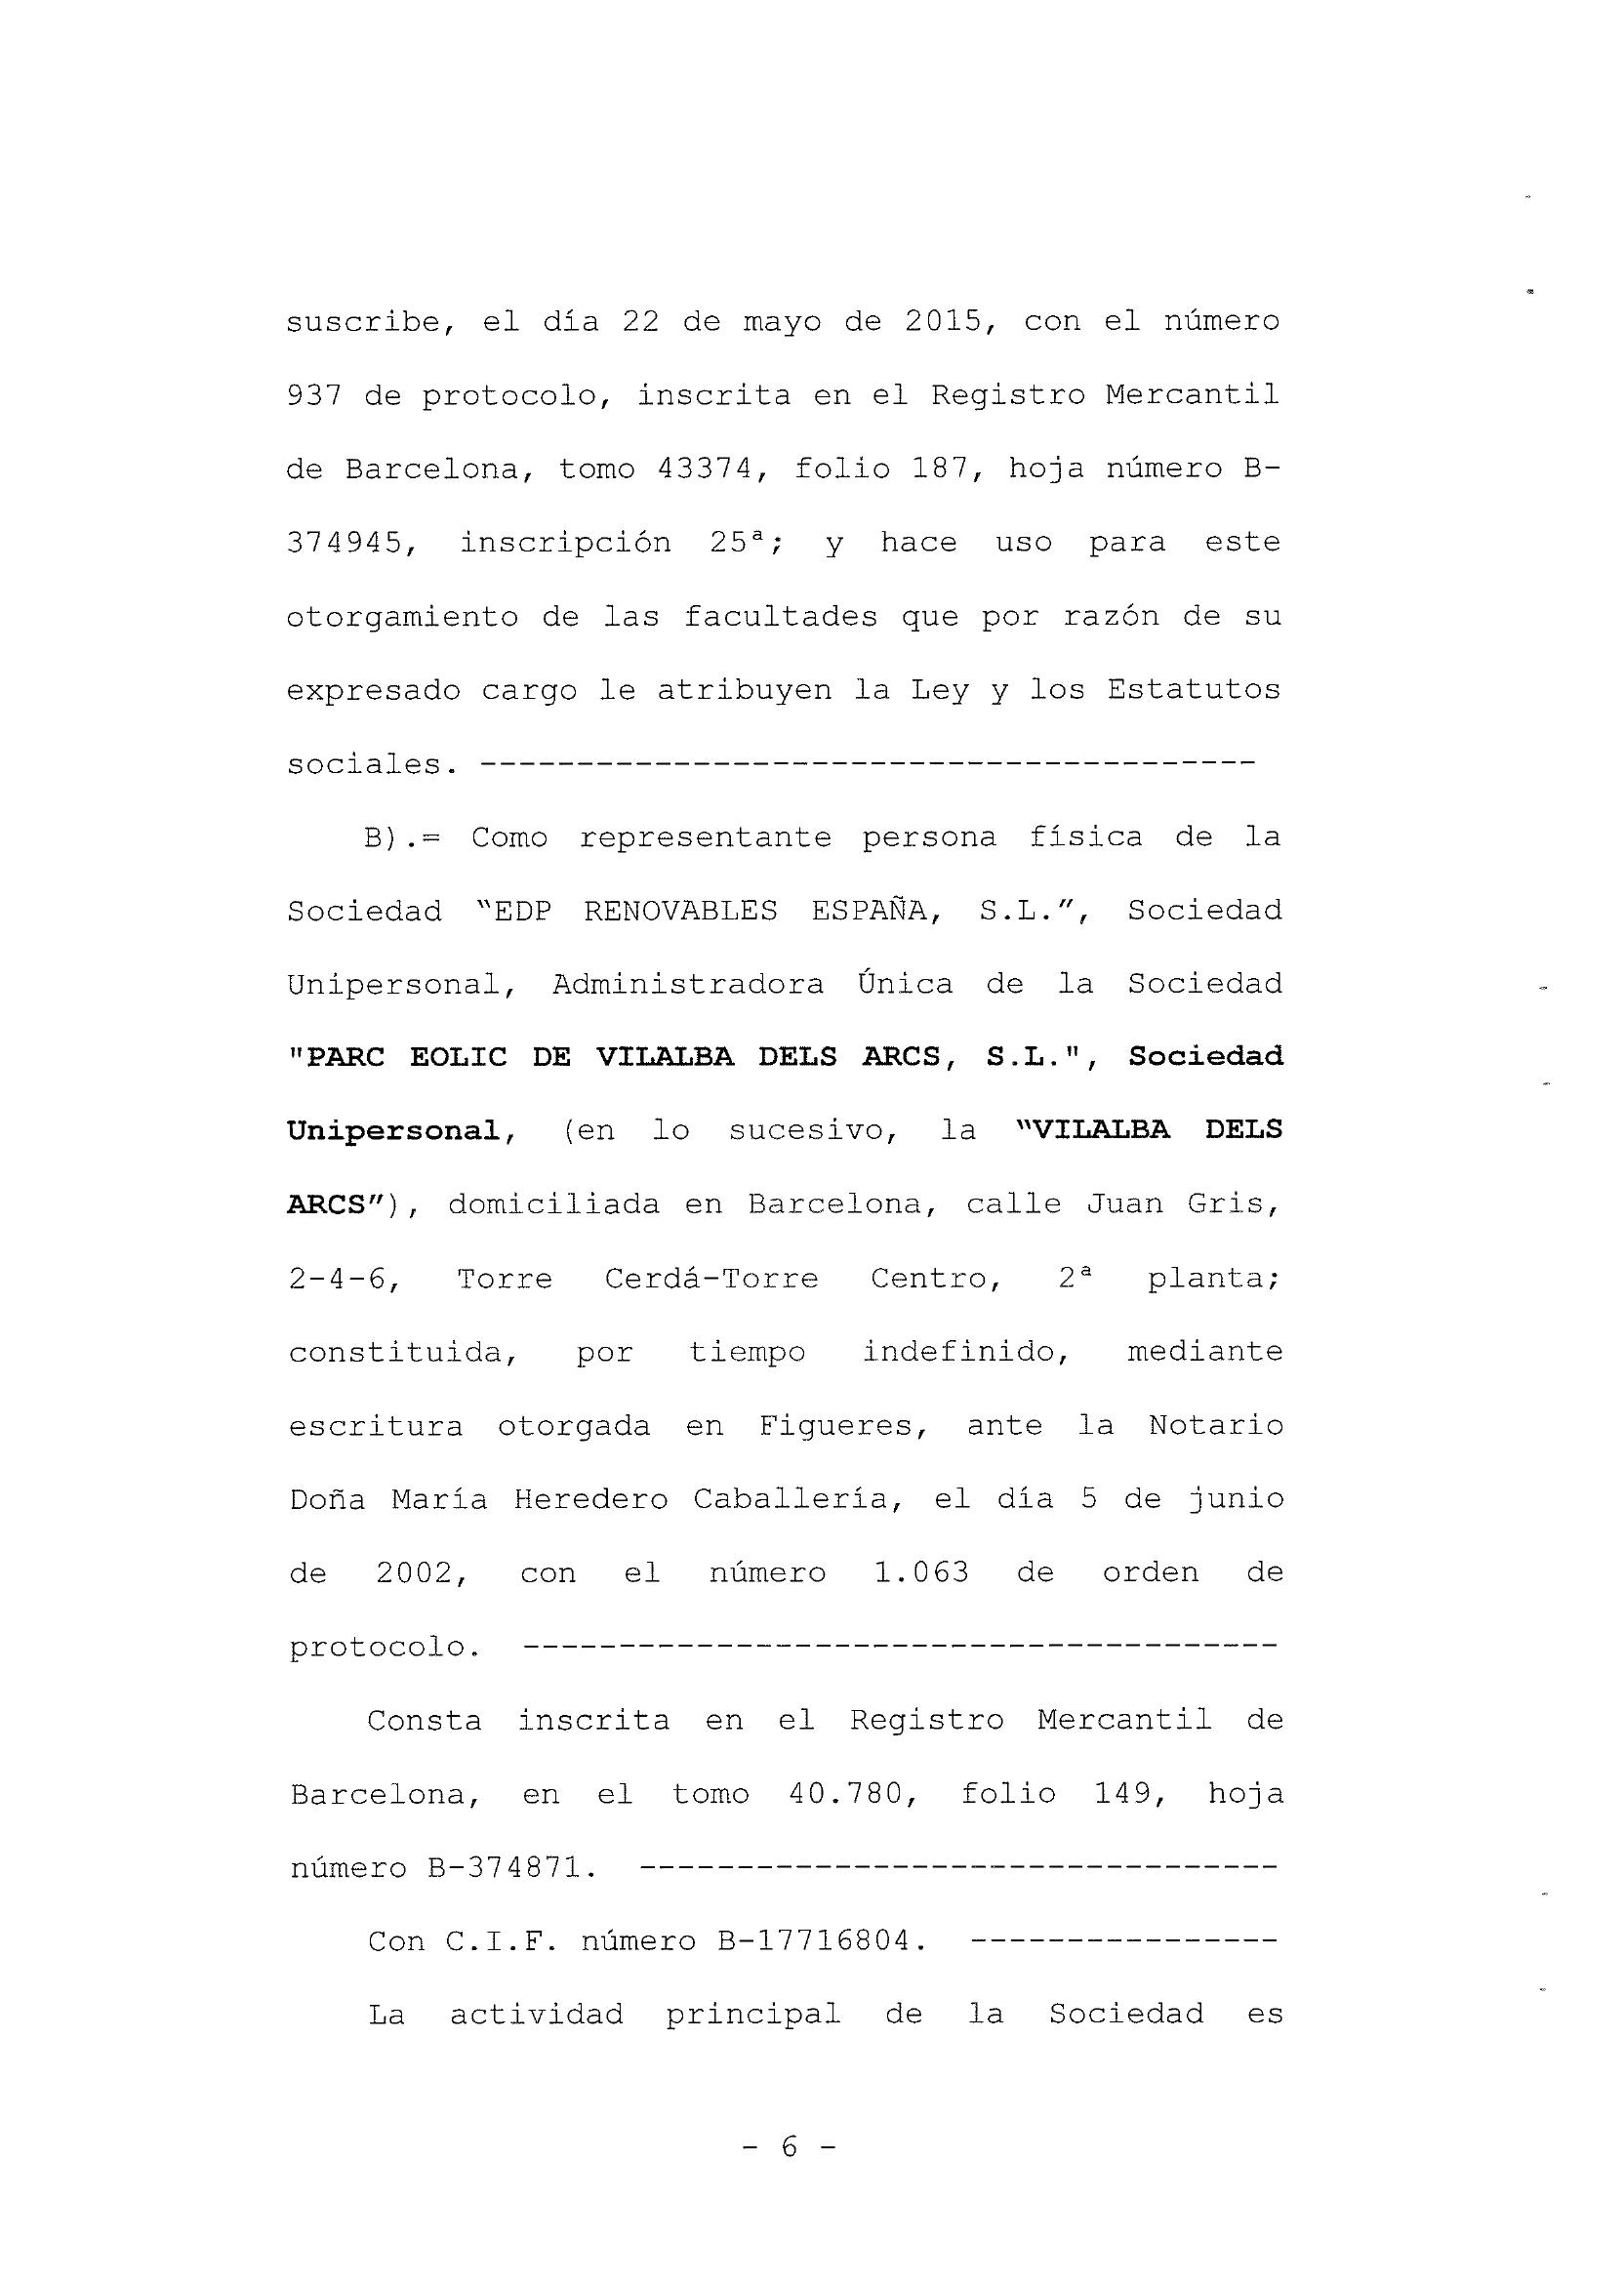 suscribe, el día 22 de mayo de 2015, con el número
937 de protocolo, inscrita en el Registro Mercantil
de Barcelona, tomo 43374, folio 187, hoja número B-
374945, inscripción 25ª; y hace uso para este
otorgamiento de las facultades que por razón de su
expresado cargo le atribuyen la Ley y los Estatutos
sociales. ----------------------------------------
B).= Como representante persona física de la
Sociedad "EDP RENOVABLES ESPAÑA, S.L.", Sociedad
Unipersonal, Administradora Única de la Sociedad
"PARC EOLIC DE VILALBA DELS ARCS, S.L.", Sociedad
Unipersonal, (en lo sucesivo, la "VILALBA DELS
ARCS"), domiciliada en Barcelona, calle Juan Gris,
2-4-6, Torre Cerdá-Torre Centro, 2ª planta;
constituida, por tiempo indefinido, mediante
escritura otorgada en Figueres, ante la Notario
Doña María Heredero Caballería, el día 5 de junio
de 2002, con el número 1.063 de orden de
protocolo. ---------------------------------------
Consta inscrita en el Registro Mercantil de
Barcelona, en el tomo 40.780, folio 149, hoja
número B-374871. ---------------------------------
Con C.I.F. número B-17716804. ----------------
La actividad principal de la Sociedad es
- 6 -